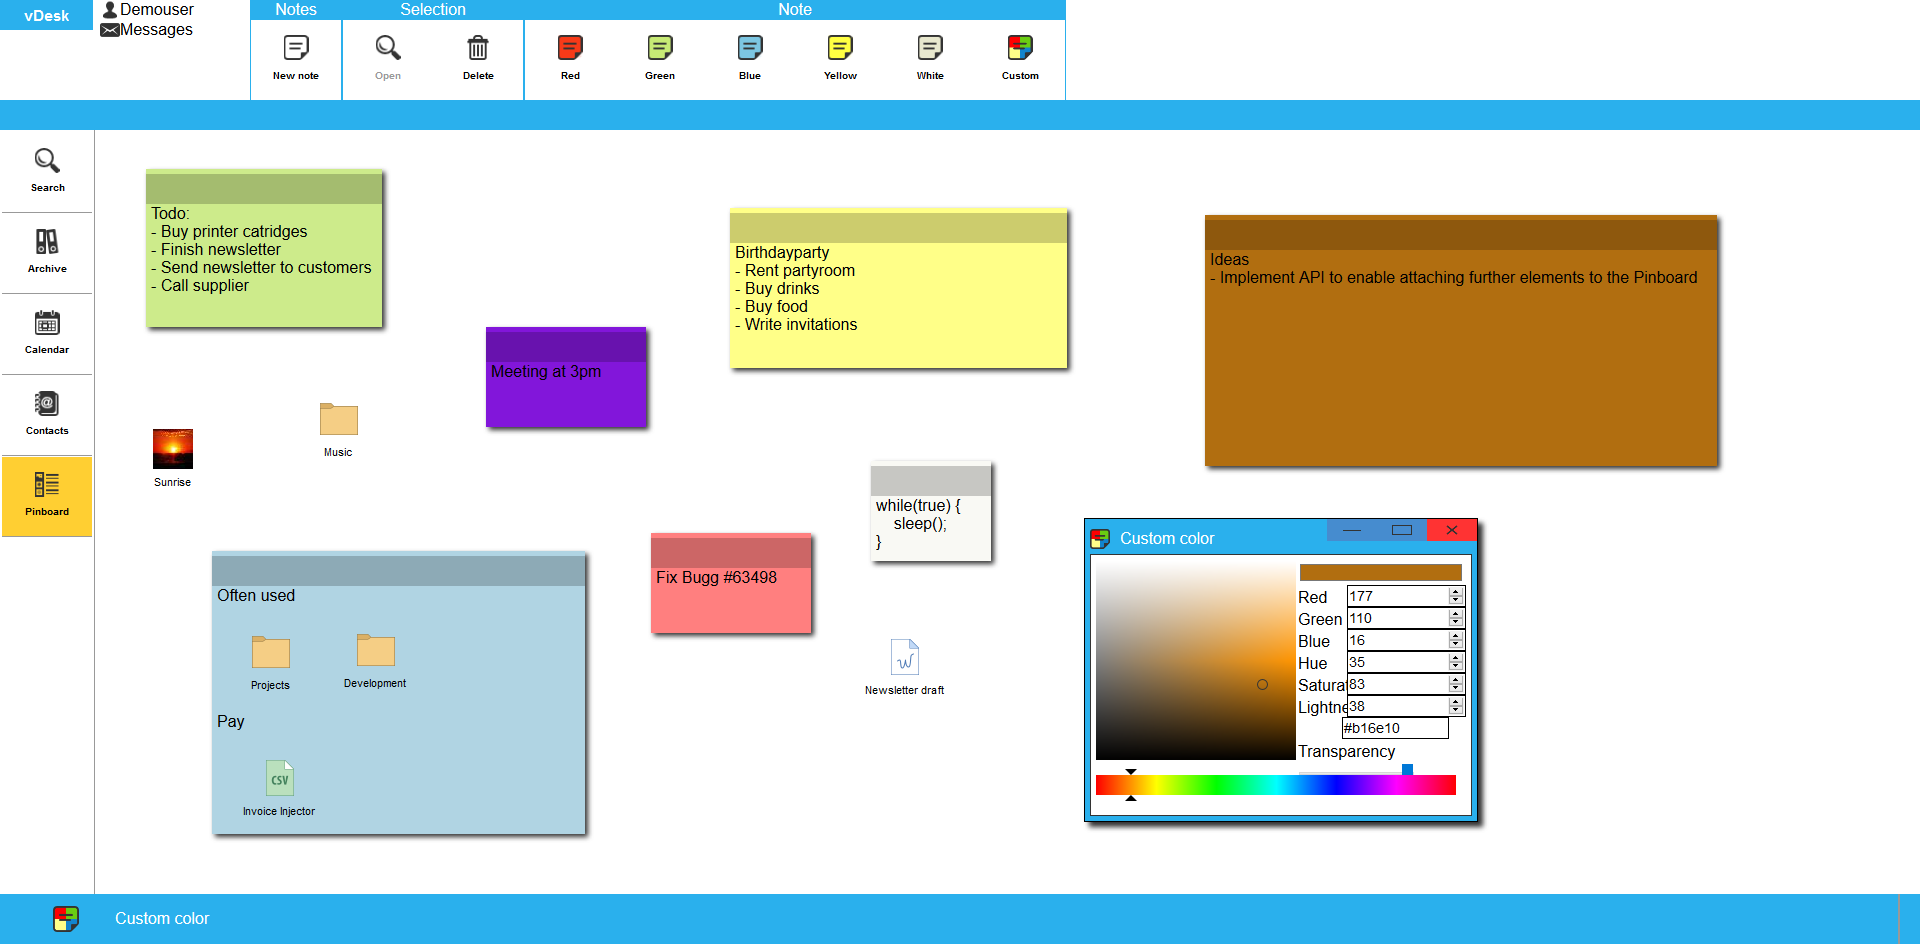 vDesk
Demouser
Messages
Notes
Selection
Note
New note
Open
Delete
Red
Green
Blue
Yellow
White
Custom
Search
Archive
Calendar
Contacts
Pinboard
Todo:
- Buy printer catridges
- Finish newsletter
- Send newsletter to customers
- Call supplier
Meeting at 3pm
Birthdayparty
- Rent partyroom
- Buy drinks
- Buy food
- Write invitations
Ideas
- Implement API to enable attaching further elements to the Pinboard
Sunrise
Music
while(true) {
sleep();
}
Fix Bugg #63498
Newsletter draft
Often used
Projects
Development
Pay
CSV
Invoice Injector
Custom color
Red 177
Green 110
Blue 16
Hue 35
Saturat 83
Lightne 38
#b16e10
Transparency
Custom color